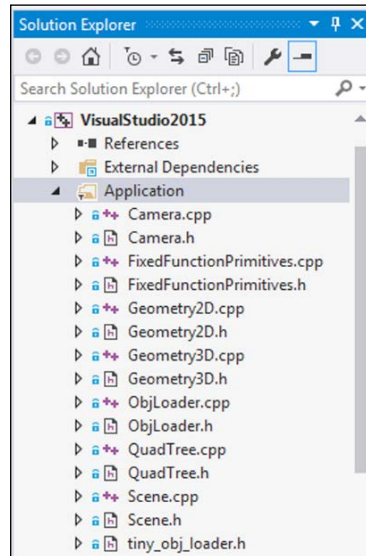 Solution Explorer
Search Solution Explorer (Ctrl+;)
VisualStudio2015
References
External Dependencies
Application
Camera.cpp
Camera.h
FixedFunctionPrimitives.cpp
FixedFunctionPrimitives.h
Geometry2D.cpp
Geometry2D.h
Geometry3D.cpp
Geometry3D.h
ObjLoader.cpp
ObjLoader.h
QuadTree.cpp
QuadTree.h
Scene.cpp
Scene.h
tiny_obj_loader.h